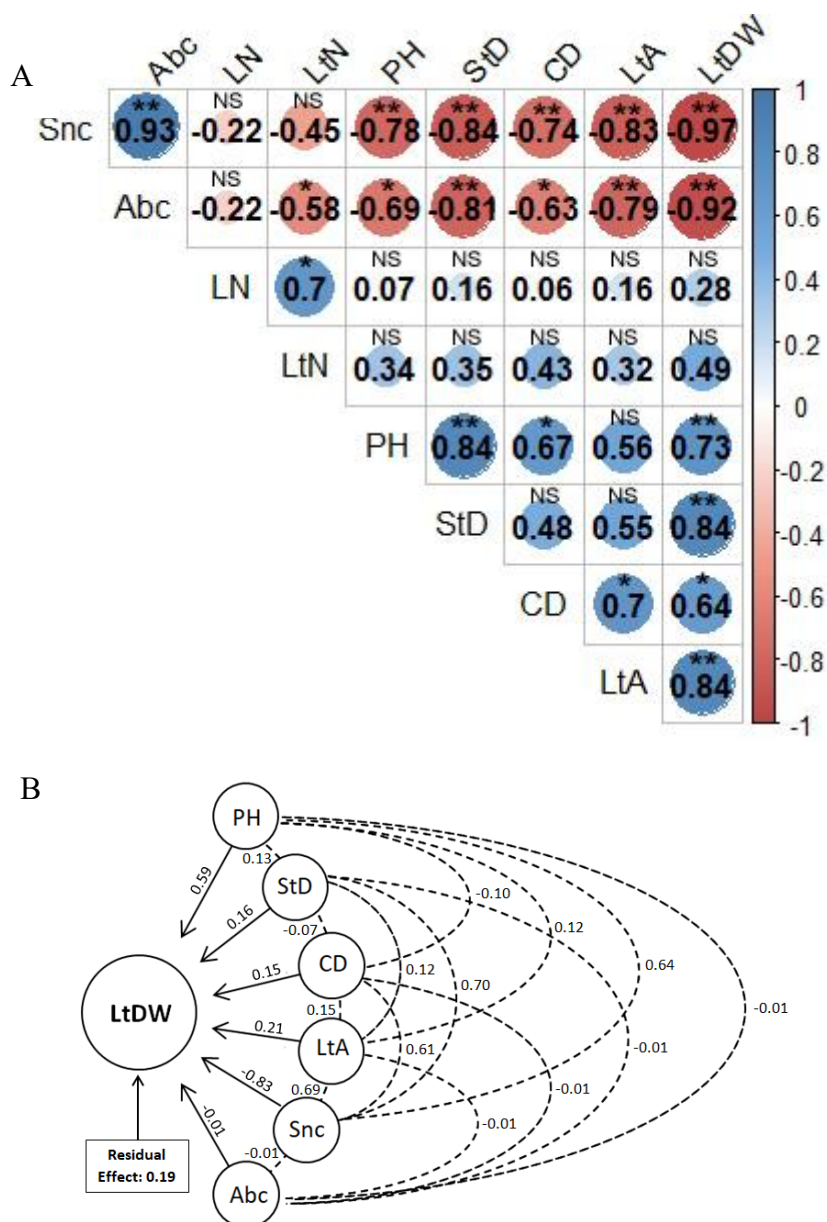 A
Abc LN LtN PH StD CD LtA LtDW
** NS NS ** ** ** ** **
Snc 0.93 -0.22 -0.45 -0.78 -0.84 -0.74 -0.83 -0.97
NS * * ** * ** **
Abc -0.22 -0.58 -0.69 -0.81 -0.63 -0.79 -0.92
* NS NS NS NS NS
LN 0.7 0.07 0.16 0.06 0.16 0.28
NS NS NS NS NS
LtN 0.34 0.35 0.43 0.32 0.49
** * NS **
PH 0.84 0.67 0.56 0.73
NS NS **
StD 0.48 0.55 0.84
* *
CD 0.7 0.64
**
LtA 0.84
1
0.8
0.6
0.4
0.2
0
-0.2
-0.4
-0.6
-0.8
-1
B
PH
0.13
0.59
StD
-0.10
0.16
-0.07
0.12
CD
0.12
0.64
0.15
0.70
LtDW
0.15
-0.01
0.21
LtA
0.61
-0.01
-0.83
0.69
-0.01
Snc
-0.01
-0.01
-0.01
Residual
Effect: 0.19
Abc